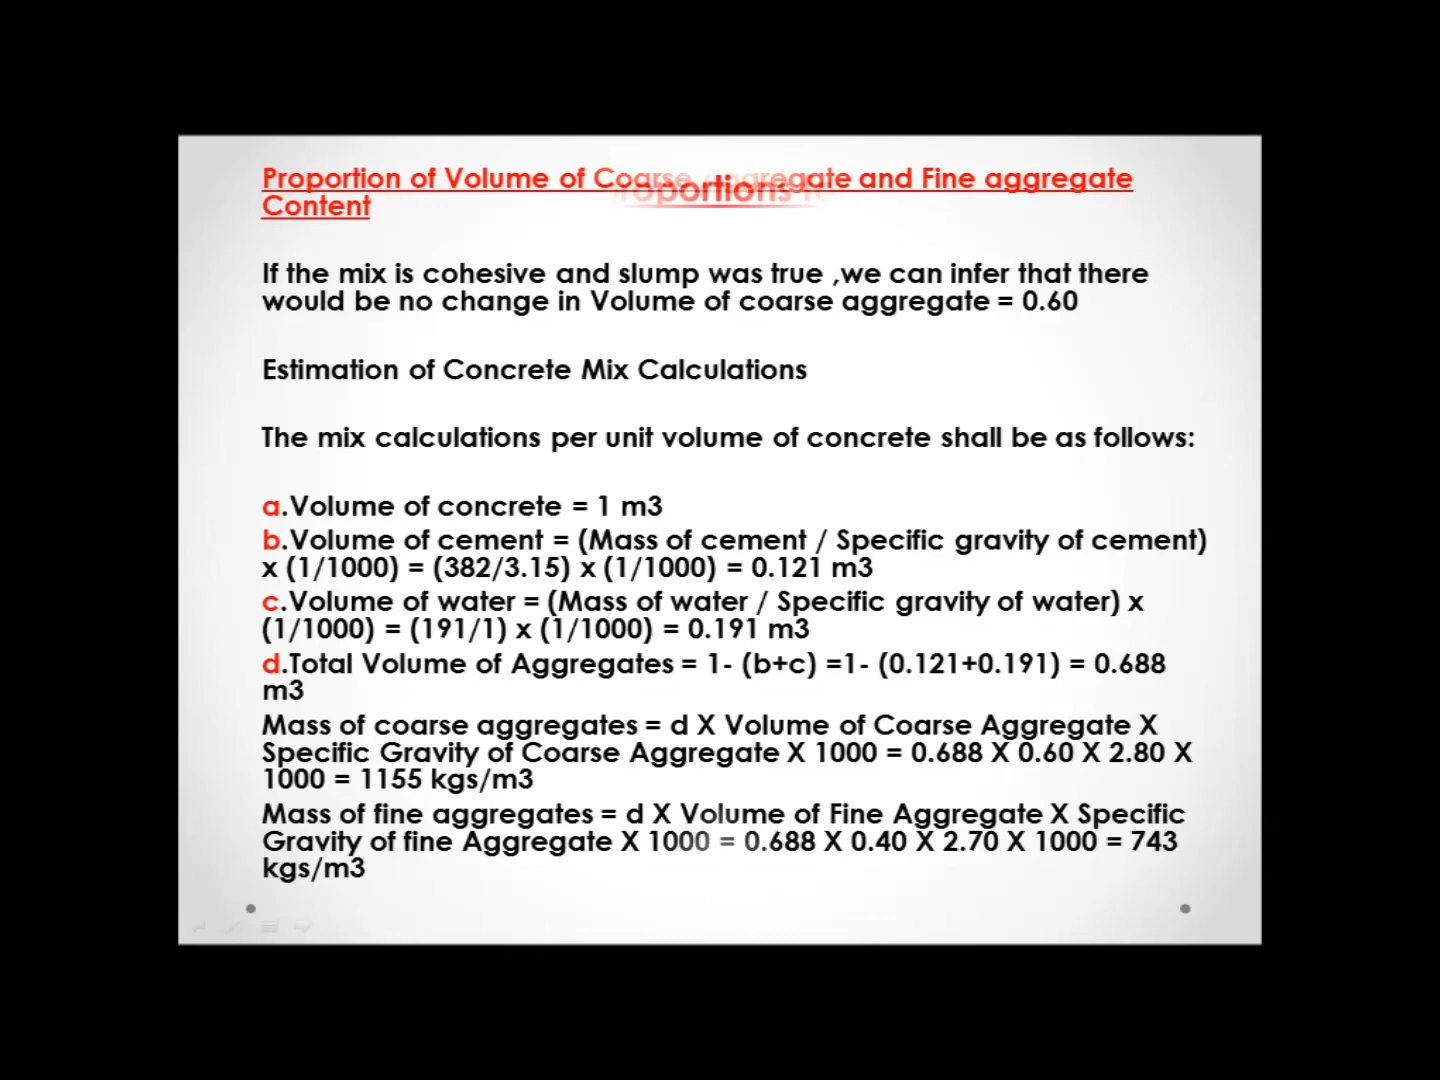 Proportion of Volume of Coarse Aggregate and Fine aggregate
Content
If the mix is cohesive and slump was true ,we can infer that there
would be no change in Volume of coarse aggregate = 0.60
Estimation of Concrete Mix Calculations
The mix calculations per unit volume of concrete shall be as follows:
a.Volume of concrete = 1 m3
b.Volume of cement = (Mass of cement / Specific gravity of cement)
x (1/1000) = (382/3.15) x (1/1000) = 0.121 m3
c.Volume of water = (Mass of water / Specific gravity of water) x
(1/1000) = (191/1) x (1/1000) = 0.191 m3
d.Total Volume of Aggregates = 1- (b+c) =1- (0.121+0.191) = 0.688
m3
Mass of coarse aggregates = d X Volume of Coarse Aggregate X
Specific Gravity of Coarse Aggregate X 1000 = 0.688 X 0.60 X 2.80 X
1000 = 1155 kgs/m3
Mass of fine aggregates = d X Volume of Fine Aggregate X Specific
Gravity of fine Aggregate X 1000 = 0.688 X 0.40 X 2.70 X 1000 = 743
kgs/m3